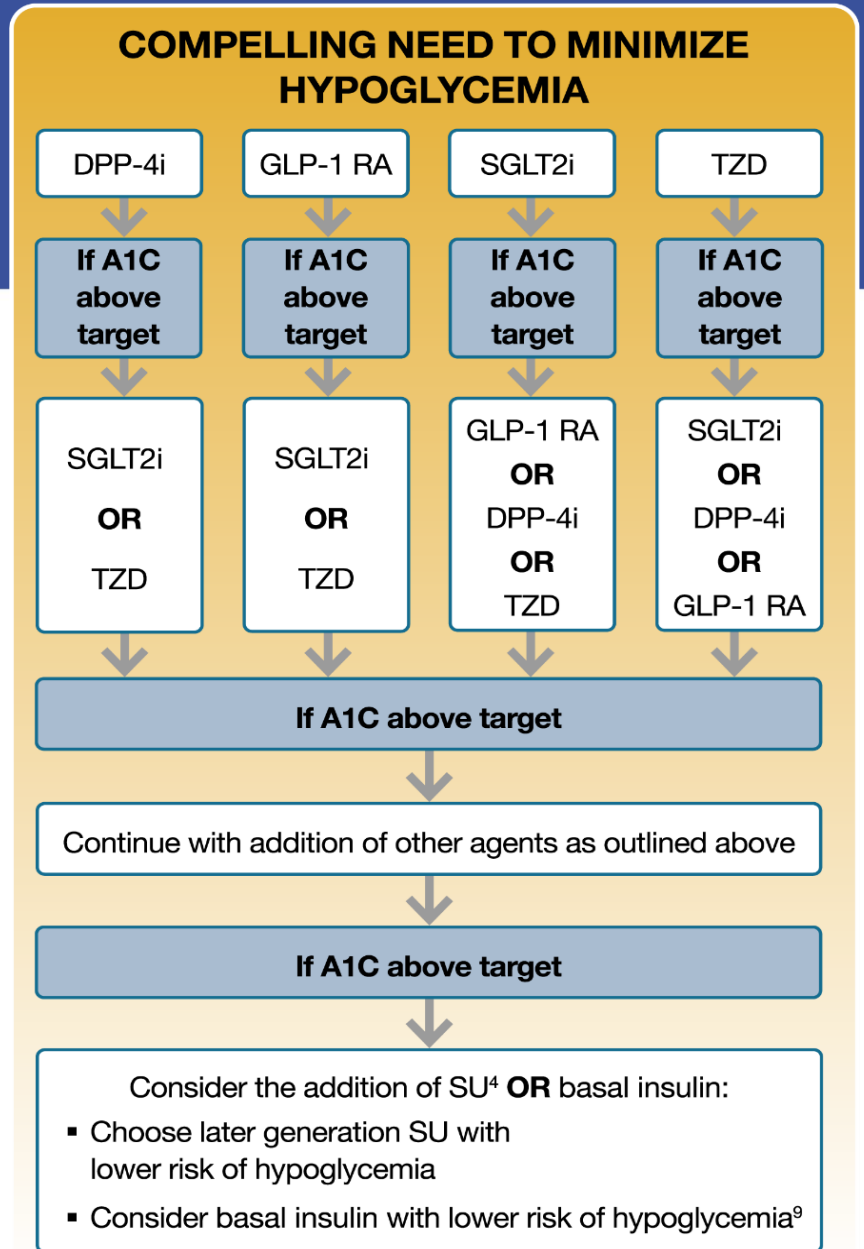 COMPELLING NEED TO MINIMIZE
HYPOGLYCEMIA
DPP-4i
GLP-1 RA
SGLT2i
TZD
If A1C
above
target
If A1C
above
target
If A1C
above
target
If A1C
above
target
SGLT2i
OR
TZD
SGLT2i
OR
TZD
GLP-1 RA
OR
DPP-4i
OR
TZD
SGLT2i
OR
DPP-4i
OR
GLP-1 RA
If A1C above target
Continue with addition of other agents as outlined above
If A1C above target
Consider the addition of SU⁴ OR basal insulin:
▪ Choose later generation SU with
lower risk of hypoglycemia
▪ Consider basal insulin with lower risk of hypoglycemia⁹